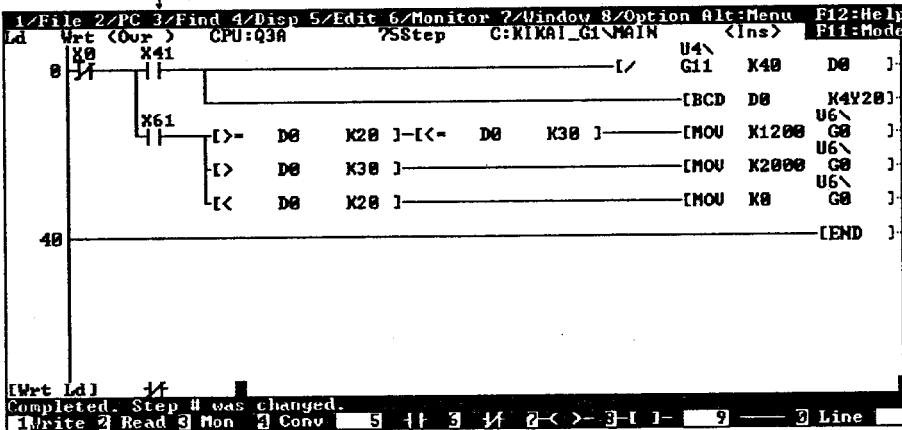 1/File 2/PC 3/Find 4/Disp 5/Edit 6/Monitor 7/Window 8/Option Alt:Menu F12:Help
Ld Wrt <Ovr > CPU:Q3A 75Step C:KIKAI_G1\MAIN <Ins> F11:Mode
X0 X41 U4\
0 [/ G11 K40 D0 ]
[BCD D0 K4Y20]
X61 U6\
[>= D0 K20 ]-[<= D0 K30 ] [MOV K1200 G0 ]
U6\
[> D0 K30 ] [MOV K2000 G0 ]
U6\
[< D0 K20 ] [MOV K0 G0 ]
40 [END ]
[Wrt Ld]
Completed. Step # was changed.
1Write 2 Read 3 Mon 4 Conv 5 6 7-< >- 8-[ ]- 9 0 Line